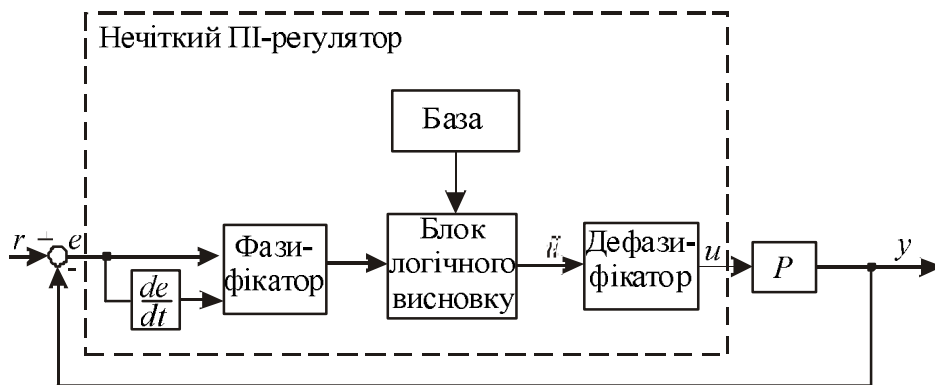 Нечіткий ПІ-регулятор
База
r + e
-
Фази-
фікатор
Блок
логічного
висновку
Дефази-
фікатор
u
P
y
de
dt